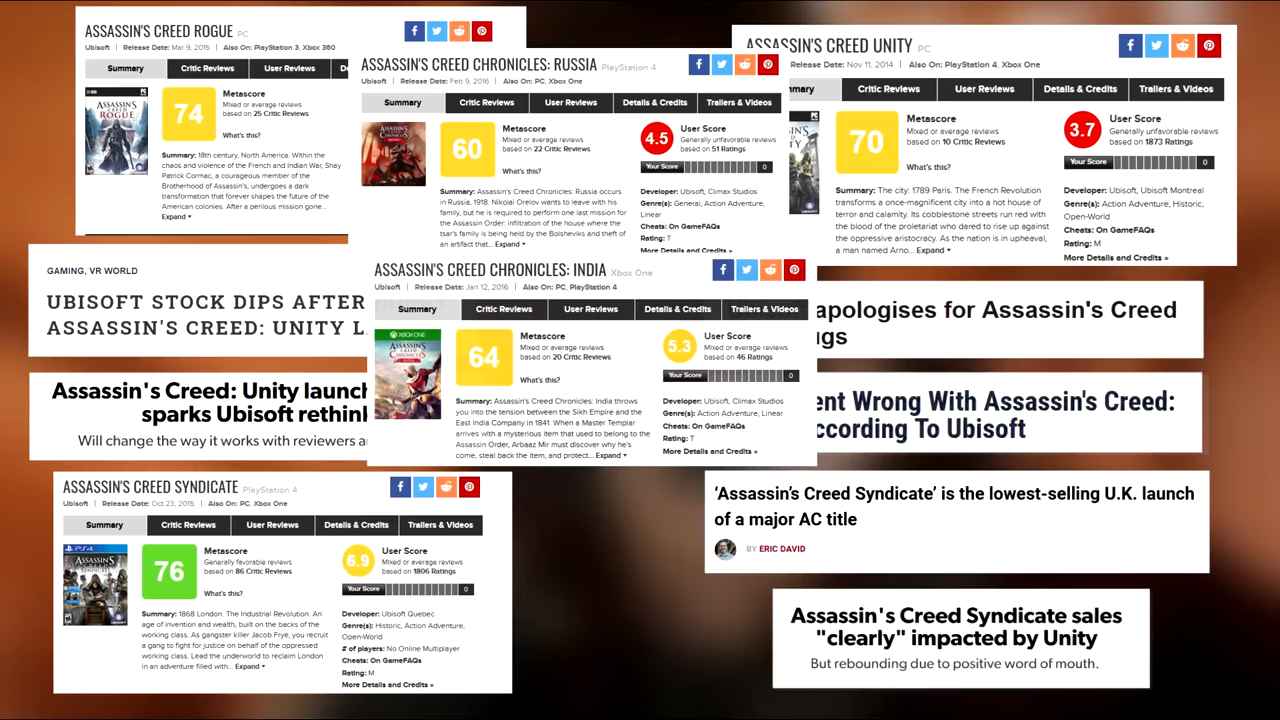 ASSASSIN'S CREED ROGUE PC
Ubisoft | Release Date: Mar 9, 2015 | Also On: PlayStation 3, Xbox 360
Summary Critic Reviews User Reviews De
74
Metascore
Mixed or average reviews
based on 25 Critic Reviews
What's this?
Summary: 18th century, North America. Within the
chaos and violence of the French and Indian War, Shay
Patrick Cormac, a courageous member of the
Brotherhood of Assassin's, undergoes a dark
transformation that forever shapes the future of the
American colonies. After a perilous mission gone...
Expand
ASSASSIN'S CREED CHRONICLES: RUSSIA PlayStation 4
Ubisoft | Release Date: Feb 9, 2016 | Also On: PC, Xbox One
Summary Critic Reviews User Reviews Details & Credits Trailers & Videos
60
Metascore
Mixed or average reviews
based on 22 Critic Reviews
What's this?
4.5
User Score
Generally unfavorable reviews
based on 51 Ratings
Your Score 0
Summary: Assassin's Creed Chronicles: Russia occurs
in Russia, 1918. Nikolai Orelov wants to leave with his
family, but he is required to perform one last mission for
the Assassin Order: infiltration of the house where the
tsar's family is being held by the Bolsheviks and theft of
an artifact that... Expand
Developer: Ubisoft, Climax Studios
Genre(s): General, Action Adventure,
Linear
Cheats: On GameFAQs
Rating: T
More Details and Credits »
ASSASSIN'S CREED UNITY PC
Release Date: Nov 11, 2014 | Also On: PlayStation 4, Xbox One
mary Critic Reviews User Reviews Details & Credits Trailers & Videos
70
Metascore
Mixed or average reviews
based on 10 Critic Reviews
What's this?
3.7
User Score
Generally unfavorable reviews
based on 1873 Ratings
Your Score 0
Summary: The city: 1789 Paris. The French Revolution
transforms a once-magnificent city into a hot house of
terror and calamity. Its cobblestone streets run red with
the blood of the proletariat who dared to rise up against
the oppressive aristocracy. As the nation is in upheaval,
a man named Arno... Expand
Developer: Ubisoft, Ubisoft Montreal
Genre(s): Action Adventure, Historic,
Open-World
Cheats: On GameFAQs
Rating: M
More Details and Credits »
GAMING, VR WORLD
UBISOFT STOCK DIPS AFTER
ASSASSIN'S CREED: UNITY L
ASSASSIN'S CREED CHRONICLES: INDIA Xbox One
Ubisoft | Release Date: Jan 12, 2016 | Also On: PC, PlayStation 4
Summary Critic Reviews User Reviews Details & Credits Trailers & Videos
64
Metascore
Mixed or average reviews
based on 20 Critic Reviews
What's this?
5.3
User Score
Mixed or average reviews
based on 46 Ratings
Your Score 0
Summary: Assassin's Creed Chronicles: India throws
you into the tension between the Sikh Empire and the
East India Company in 1841. When a Master Templar
arrives with a mysterious item that used to belong to the
Assassin Order, Arbaaz Mir must discover why he's
come, steal back the item, and protect... Expand
Developer: Ubisoft, Climax Studios
Genre(s): Action Adventure, Linear
Cheats: On GameFAQs
Rating: T
More Details and Credits »
apologises for Assassin's Creed
ugs
Assassin's Creed: Unity launch
sparks Ubisoft rethink
Will change the way it works with reviewers a
ent Wrong With Assassin's Creed:
ccording To Ubisoft
ASSASSIN'S CREED SYNDICATE PlayStation 4
Ubisoft | Release Date: Oct 23, 2015 | Also On: PC, Xbox One
Summary Critic Reviews User Reviews Details & Credits Trailers & Videos
76
Metascore
Generally favorable reviews
based on 86 Critic Reviews
What's this?
6.9
User Score
Mixed or average reviews
based on 1806 Ratings
Your Score 0
Summary: 1868 London. The Industrial Revolution. An
age of invention and wealth, built on the backs of the
working class. As gangster killer Jacob Frye, you recruit
a gang to fight for justice on behalf of the oppressed
working class. Lead the underworld to reclaim London
in an adventure filled with... Expand
Developer: Ubisoft Quebec
Genre(s): Historic, Action Adventure,
Open-World
# of players: No Online Multiplayer
Cheats: On GameFAQs
Rating: M
More Details and Credits »
‘Assassin's Creed Syndicate’ is the lowest-selling U.K. launch
of a major AC title
BY ERIC DAVID
Assassin's Creed Syndicate sales
"clearly" impacted by Unity
But rebounding due to positive word of mouth.